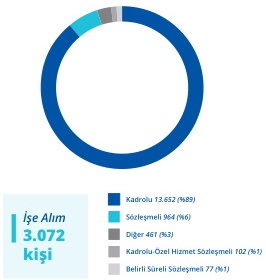 İşe Alım
3.072
kişi
Kadrolu 13.652 (%89)
Sözleşmeli 964 (%6)
Diğer 461 (%3)
Kadrolu-Özel Hizmet Sözleşmeli 102 (%1)
Belirli Süreli Sözleşmeli 77 (%1)